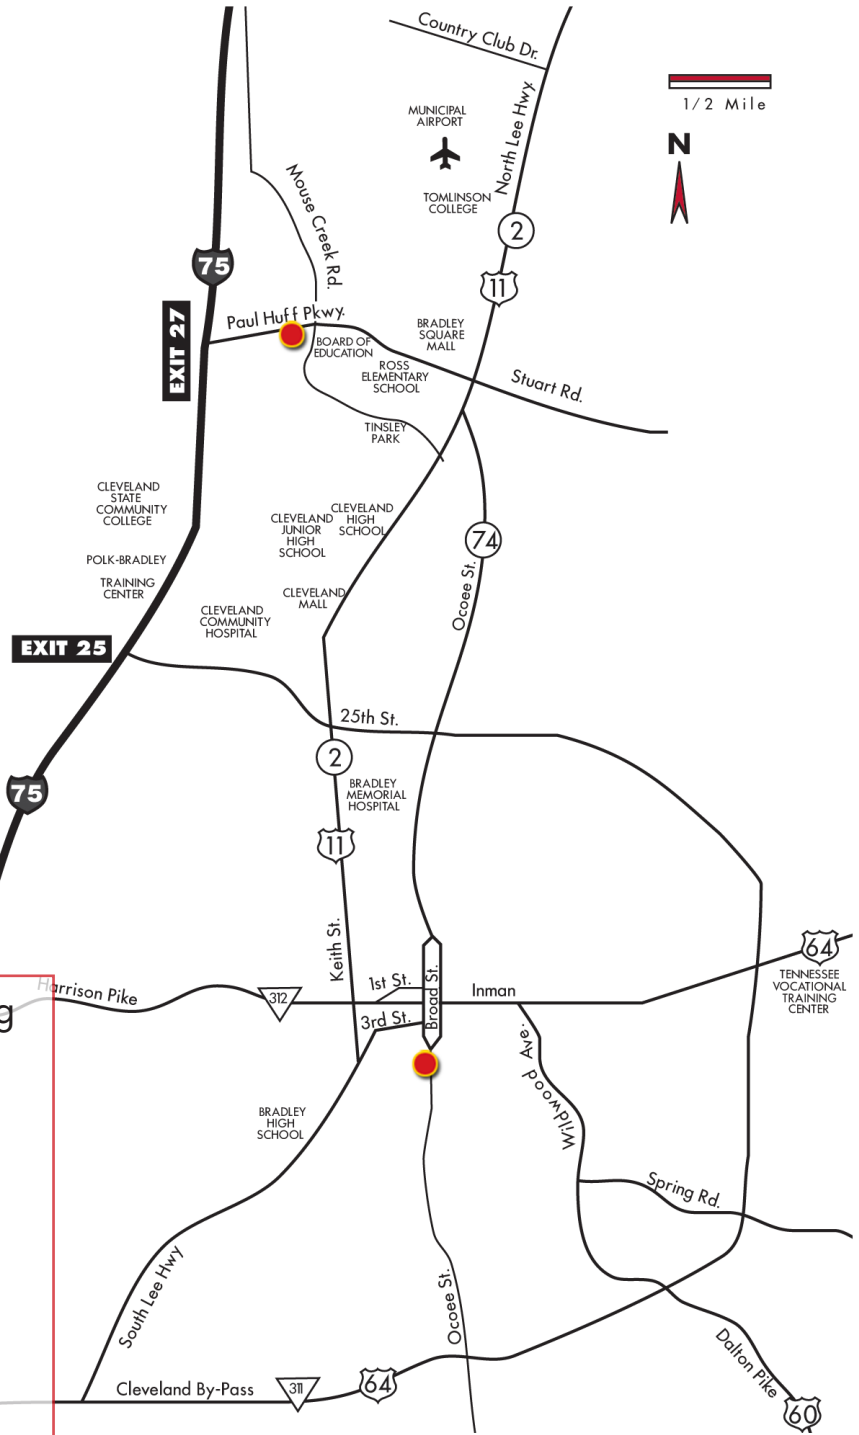 Country Club Dr.
North Lee Hwy.
1/2 Mile
N
MUNICIPAL
AIRPORT
TOMLINSON
COLLEGE
2
Mouse Creek Rd.
75
11
EXIT 27
Paul Huff Pkwy.
BRADLEY
SQUARE
MALL
BOARD OF
EDUCATION
ROSS
ELEMENTARY
SCHOOL
Stuart Rd.
TINSLEY
PARK
CLEVELAND
STATE
COMMUNITY
COLLEGE
CLEVELAND
HIGH
SCHOOL
CLEVELAND
JUNIOR
HIGH
SCHOOL
74
POLK-BRADLEY
TRAINING
CENTER
Ocoee St.
CLEVELAND
MALL
CLEVELAND
COMMUNITY
HOSPITAL
EXIT 25
25th St.
2
75
BRADLEY
MEMORIAL
HOSPITAL
11
Keith St.
64
TENNESSEE
VOCATIONAL
TRAINING
CENTER
1st St.
Broad St.
Inman
Harrison Pike
312
g
3rd St.
Wildwood Ave.
BRADLEY
HIGH
SCHOOL
Spring Rd.
South Lee Hwy
Ocoee St.
Dalton Pike
Cleveland By-Pass
311
64
60